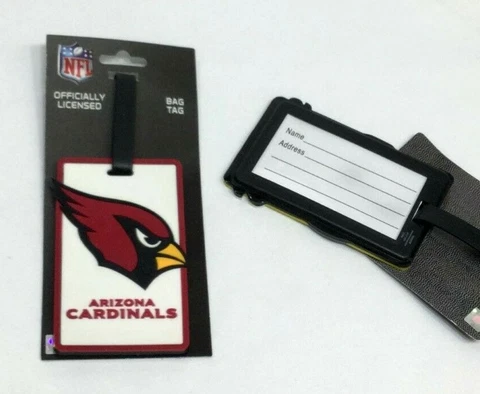 NFL
OFFICIALLY
LICENSED
BAG
TAG
ARIZONA
CARDINALS
Name
Address